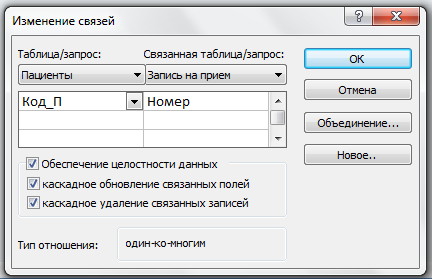 Изменение связей
Таблица/запрос: Связанная таблица/запрос:
Пациенты Запись на прием
Код_П Номер
Обеспечение целостности данных
каскадное обновление связанных полей
каскадное удаление связанных записей
Тип отношения: один-ко-многим
ОК
Отмена
Объединение...
Новое..